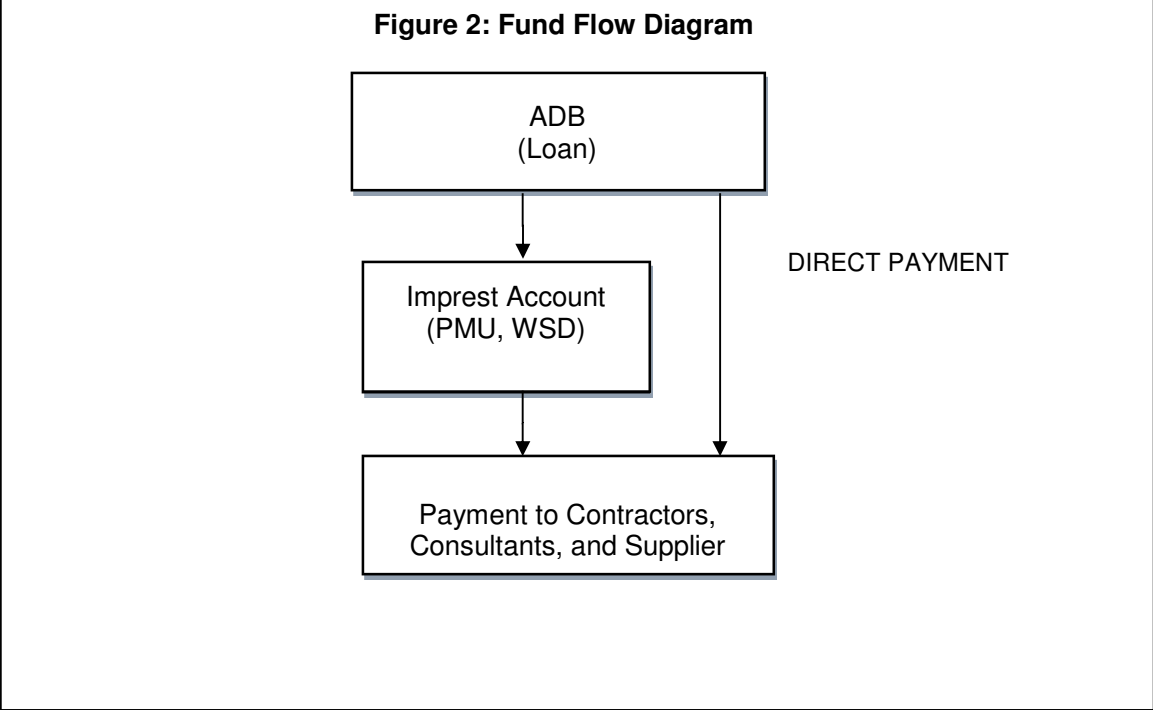 Figure 2: Fund Flow Diagram
ADB
(Loan)
DIRECT PAYMENT
Imprest Account
(PMU, WSD)
Payment to Contractors,
Consultants, and Supplier